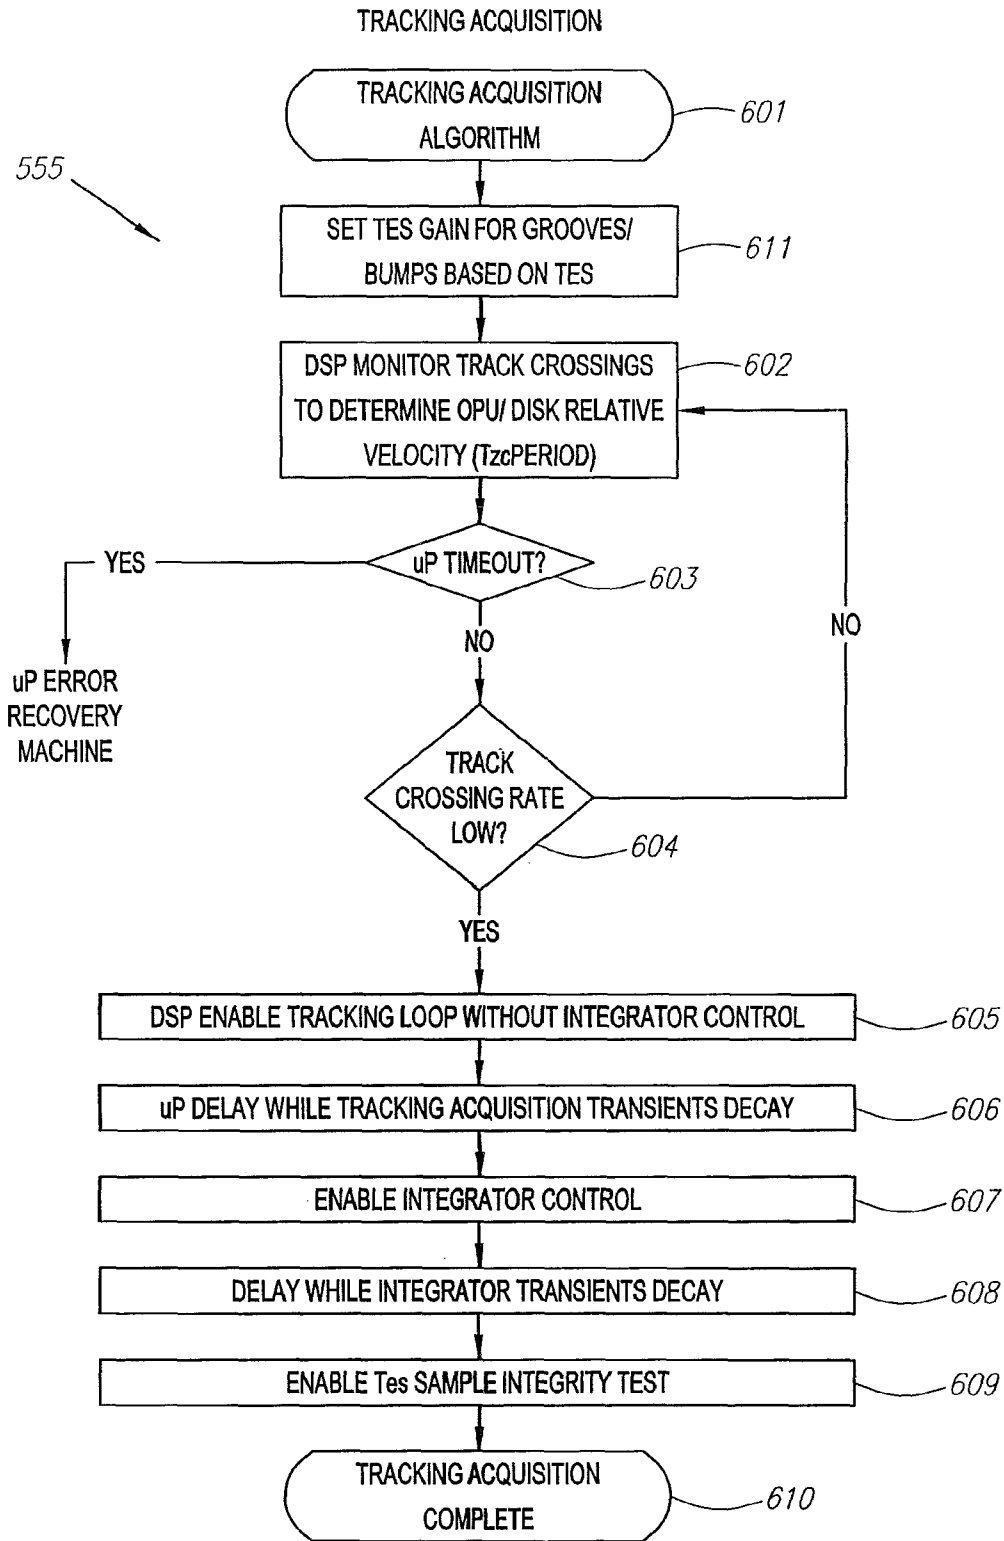 TRACKING ACQUISITION
TRACKING ACQUISITION
ALGORITHM
601
555
SET TES GAIN FOR GROOVES/
BUMPS BASED ON TES
611
DSP MONITOR TRACK CROSSINGS
TO DETERMINE OPU/ DISK RELATIVE
VELOCITY (TzcPERIOD)
602
uP TIMEOUT?
603
YES
NO
NO
uP ERROR
RECOVERY
MACHINE
TRACK
CROSSING RATE
LOW?
604
YES
DSP ENABLE TRACKING LOOP WITHOUT INTEGRATOR CONTROL
605
uP DELAY WHILE TRACKING ACQUISITION TRANSIENTS DECAY
606
ENABLE INTEGRATOR CONTROL
607
DELAY WHILE INTEGRATOR TRANSIENTS DECAY
608
ENABLE Tes SAMPLE INTEGRITY TEST
609
TRACKING ACQUISITION
COMPLETE
610